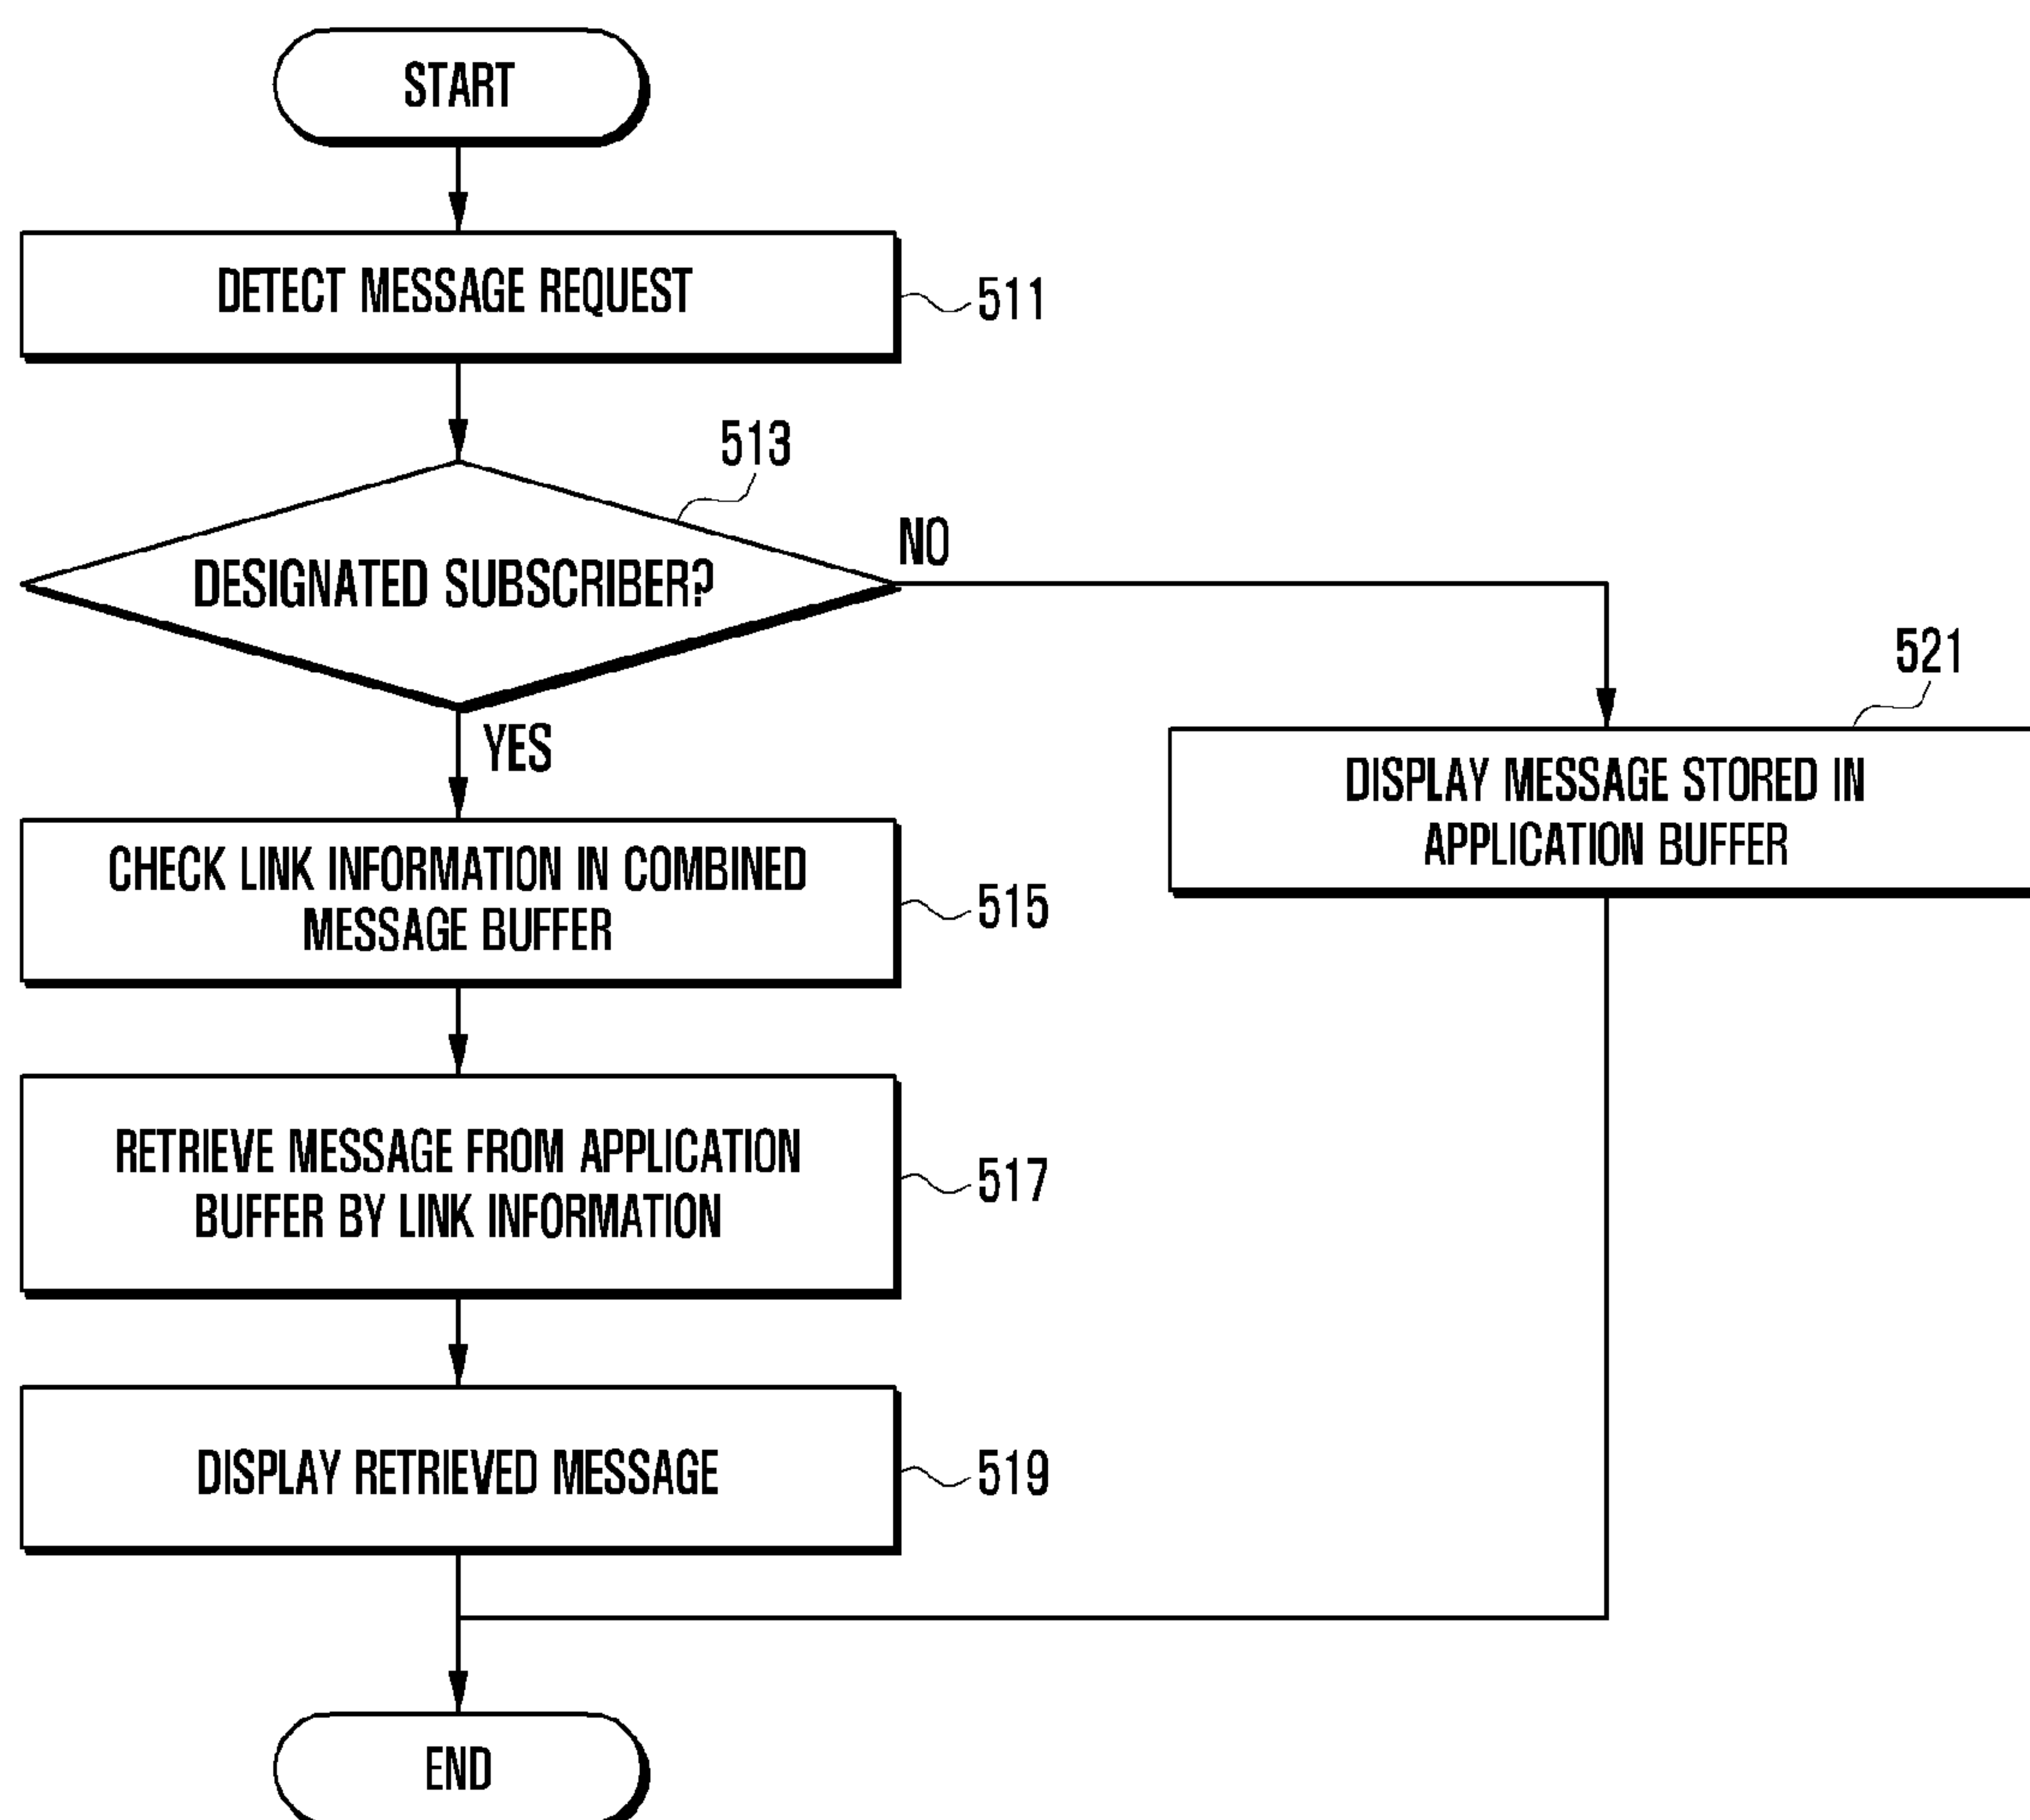 START
DETECT MESSAGE REQUEST
511
513
DESIGNATED SUBSCRIBER?
NO
YES
521
DISPLAY MESSAGE STORED IN
APPLICATION BUFFER
CHECK LINK INFORMATION IN COMBINED
MESSAGE BUFFER
515
RETRIEVE MESSAGE FROM APPLICATION
BUFFER BY LINK INFORMATION
517
DISPLAY RETRIEVED MESSAGE
519
END